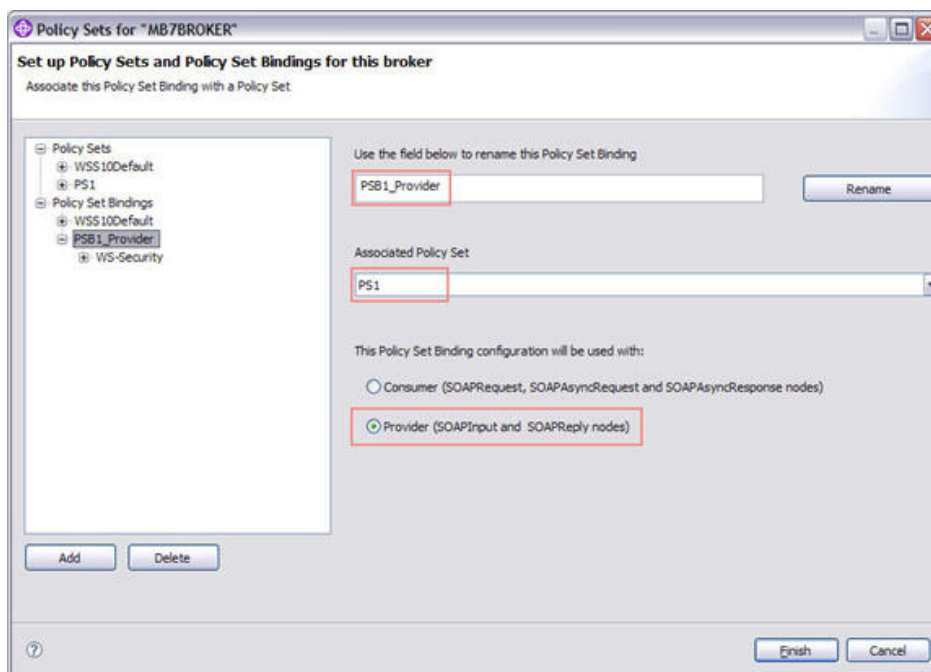 Policy Sets for "MB7BROKER"
Set up Policy Sets and Policy Set Bindings for this broker
Associate this Policy Set Binding with a Policy Set
Policy Sets
WSS10Default
PS1
Policy Set Bindings
WSS10Default
PSB1_Provider
WS-Security
Use the field below to rename this Policy Set Binding
PSB1_Provider
Rename
Associated Policy Set
PS1
This Policy Set Binding configuration will be used with:
Consumer (SOAPRequest, SOAPAsyncRequest and SOAPAsyncResponse nodes)
Provider (SOAPInput and SOAPReply nodes)
Add
Delete
?
Finish
Cancel